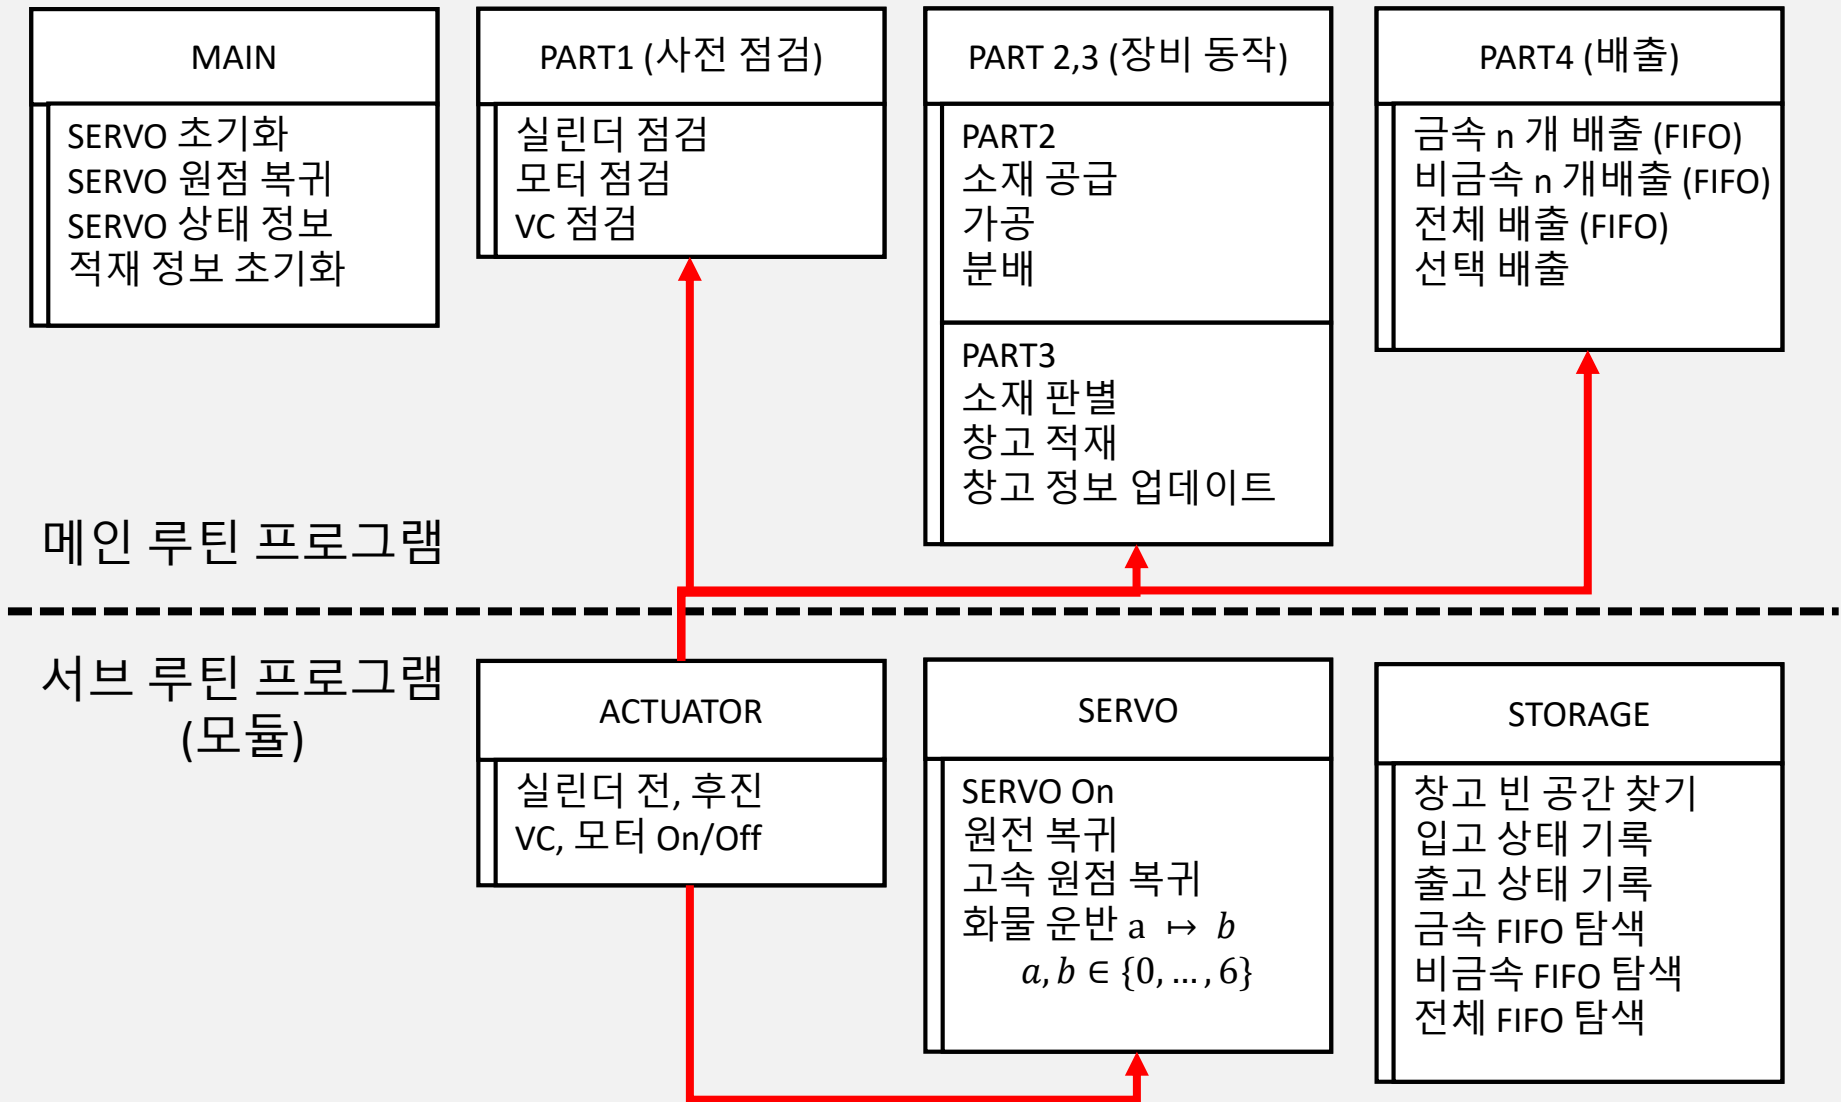 MAIN
SERVO 초기화
SERVO 원점 복귀
SERVO 상태 정보
적재 정보 초기화
PART1 (사전 점검)
실린더 점검
모터 점검
VC 점검
PART 2,3 (장비 동작)
PART2
소재 공급
가공
분배
PART3
소재 판별
창고 적재
창고 정보 업데이트
PART4 (배출)
금속 n 개 배출 (FIFO)
비금속 n 개배출 (FIFO)
전체 배출 (FIFO)
선택 배출
메인 루틴 프로그램
서브 루틴 프로그램
(모듈)
ACTUATOR
실린더 전, 후진
VC, 모터 On/Off
SERVO
SERVO On
원전 복귀
고속 원점 복귀
화물 운반 a ↦ b
a, b ∈ {0, … , 6}
STORAGE
창고 빈 공간 찾기
입고 상태 기록
출고 상태 기록
금속 FIFO 탐색
비금속 FIFO 탐색
전체 FIFO 탐색